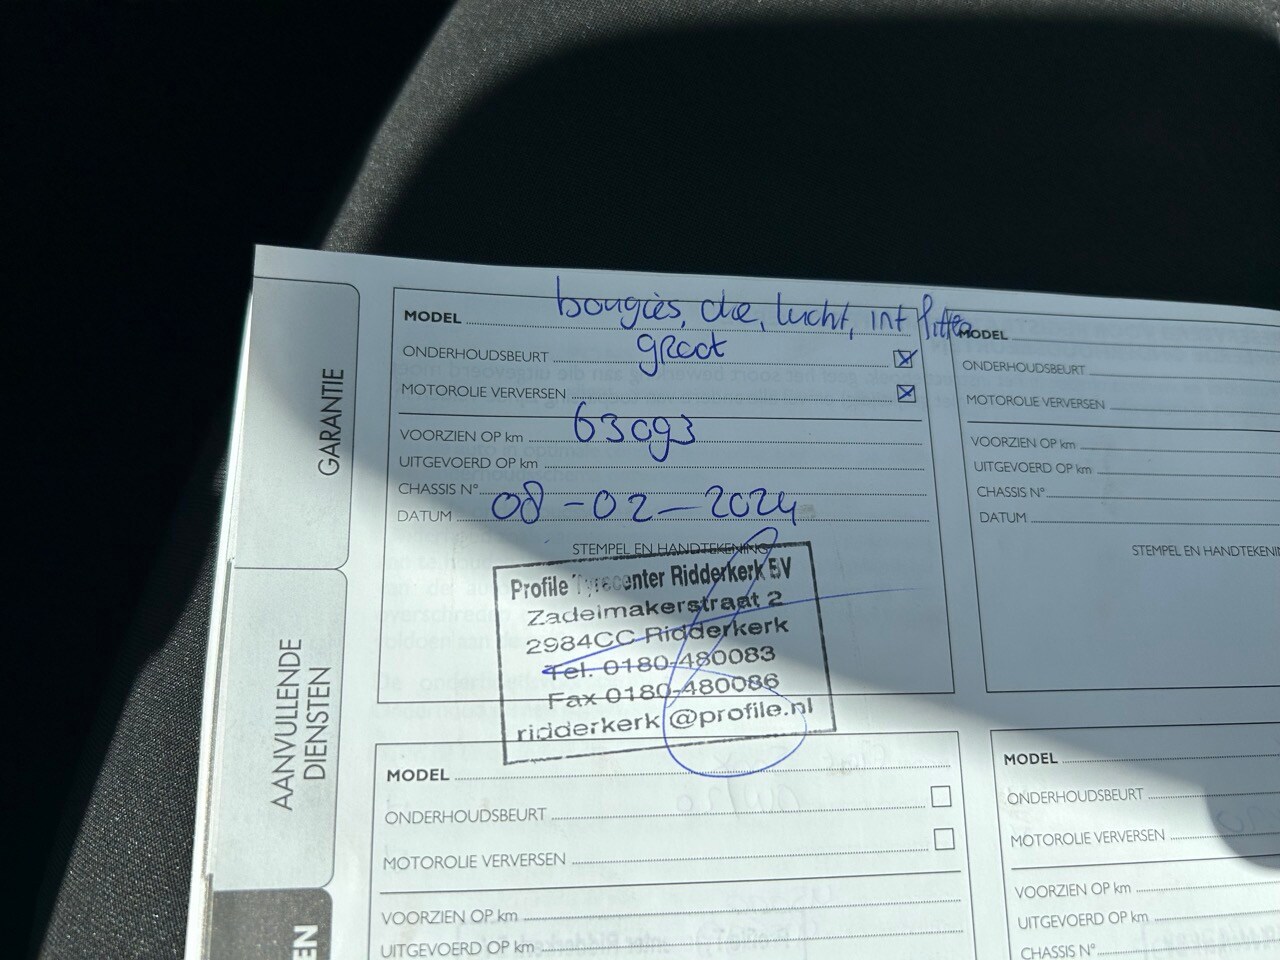 GARANTIE
AANVULLENDE
DIENSTEN
EN
MODEL bougiès, olie, lucht, int filter
ONDERHOUDSBEURT groot
MOTOROLIE VERVERSEN
VOORZIEN OP km 63093
UITGEVOERD OP km
CHASSIS N°
DATUM 08-02-2024
STEMPEL EN HANDTEKENING
Profile Tyrecenter Ridderkerk BV
Zadelmakerstraat 2
2984CC Ridderkerk
Tel. 0180-480083
Fax 0180-480086
ridderkerk @profile.nl
MODEL
ONDERHOUDSBEURT
MOTOROLIE VERVERSEN
VOORZIEN OP km
UITGEVOERD OP km
CHASSIS N°
DATUM
STEMPEL EN HANDTEKENIN
MODEL
ONDERHOUDSBEURT
MOTOROLIE VERVERSEN
VOORZIEN OP km
UITGEVOERD OP km
MODEL
ONDERHOUDSBEURT
MOTOROLIE VERVERSEN
VOORZIEN OP km
UITGEVOERD OP km
CHASSIS N°